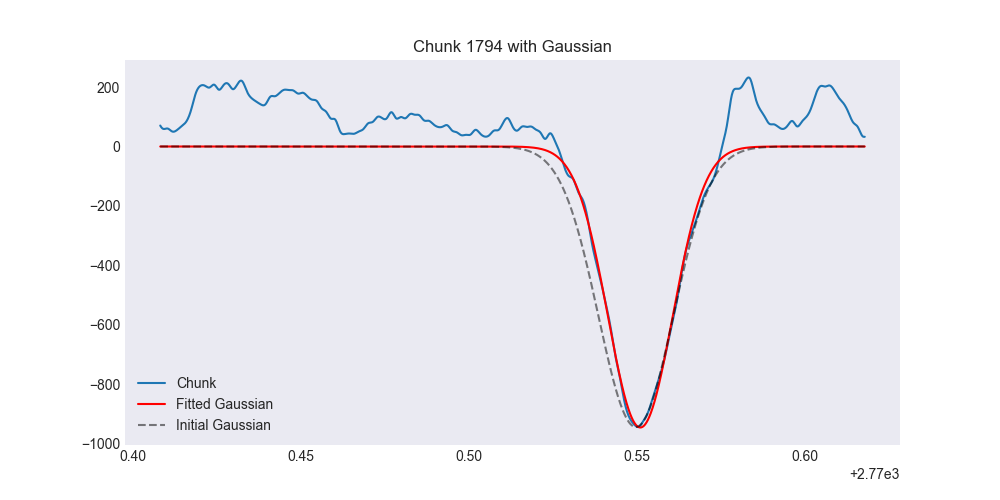 Chunk 1794 with Gaussian
200
0
−200
−400
−600
−800
−1000
Chunk
Fitted Gaussian
Initial Gaussian
0.40 0.45 0.50 0.55 0.60
+2.77e3